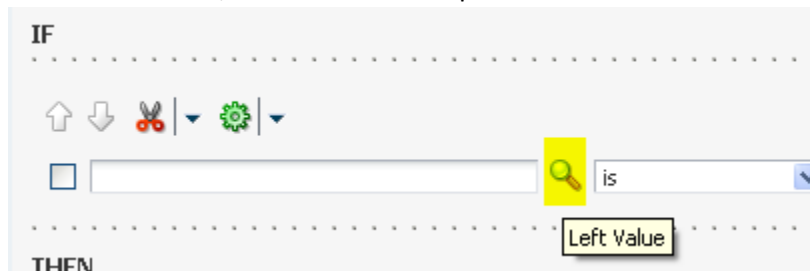 IF
is
Left Value
THEN